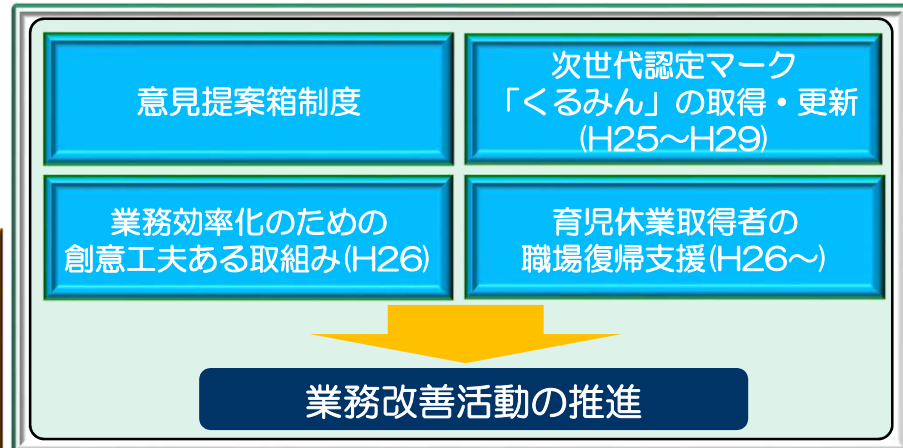 意見提案箱制度
次世代認定マーク
「くるみん」の取得・更新
(H25～H29)
業務効率化のための
創意工夫ある取組み(H26)
育児休業取得者の
職場復帰支援(H26～)
業務改善活動の推進